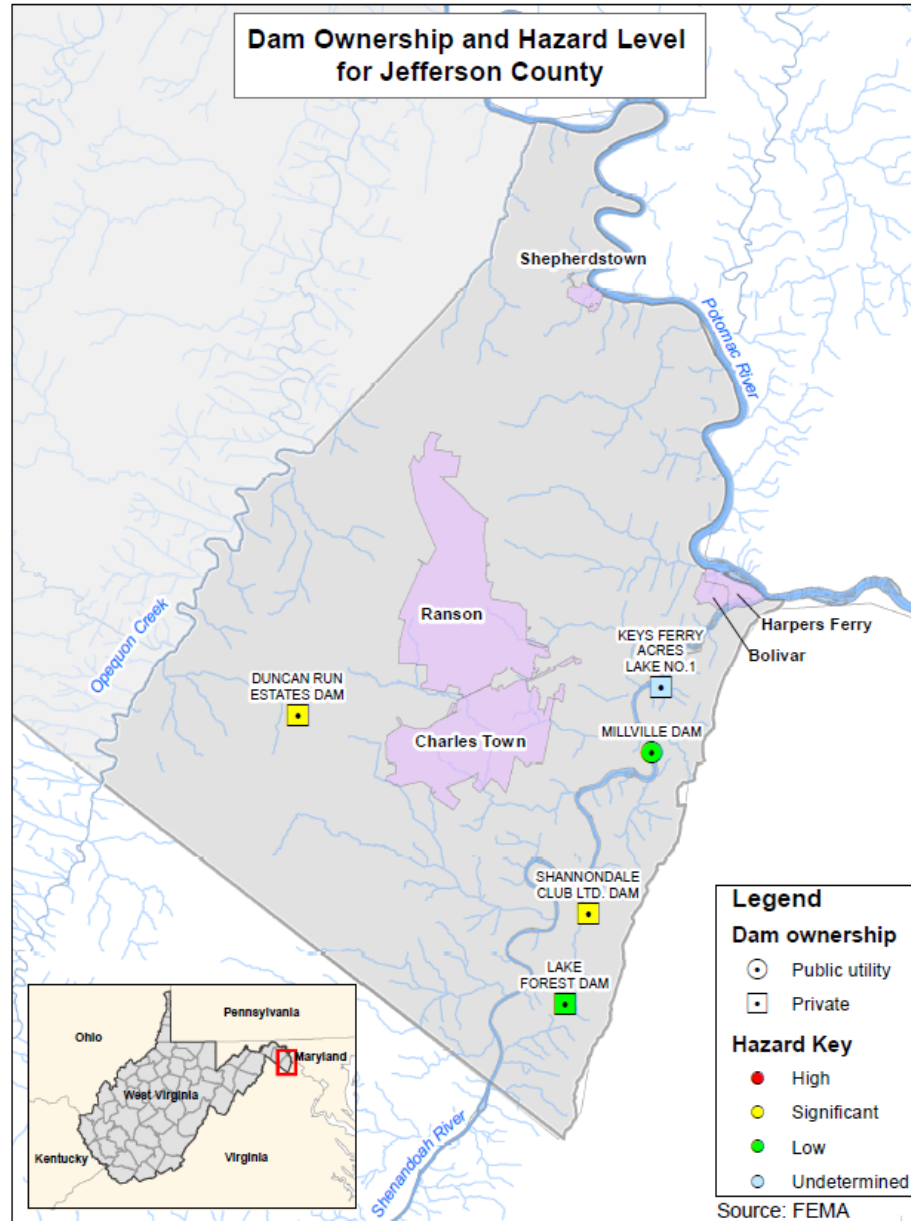 Dam Ownership and Hazard Level
for Jefferson County
Shepherdstown
Potomac River
Opequon Creek
Ranson
Harpers Ferry
Bolivar
KEYS FERRY
ACRES
LAKE NO.1
DUNCAN RUN
ESTATES DAM
MILLVILLE DAM
Charles Town
SHANNONDALE
CLUB LTD. DAM
LAKE
FOREST DAM
Shenandoah River
Legend
Dam ownership
Public utility
Private
Hazard Key
High
Significant
Low
Undetermined
Source: FEMA
Pennsylvania
Ohio
Maryland
West Virginia
Kentucky
Virginia